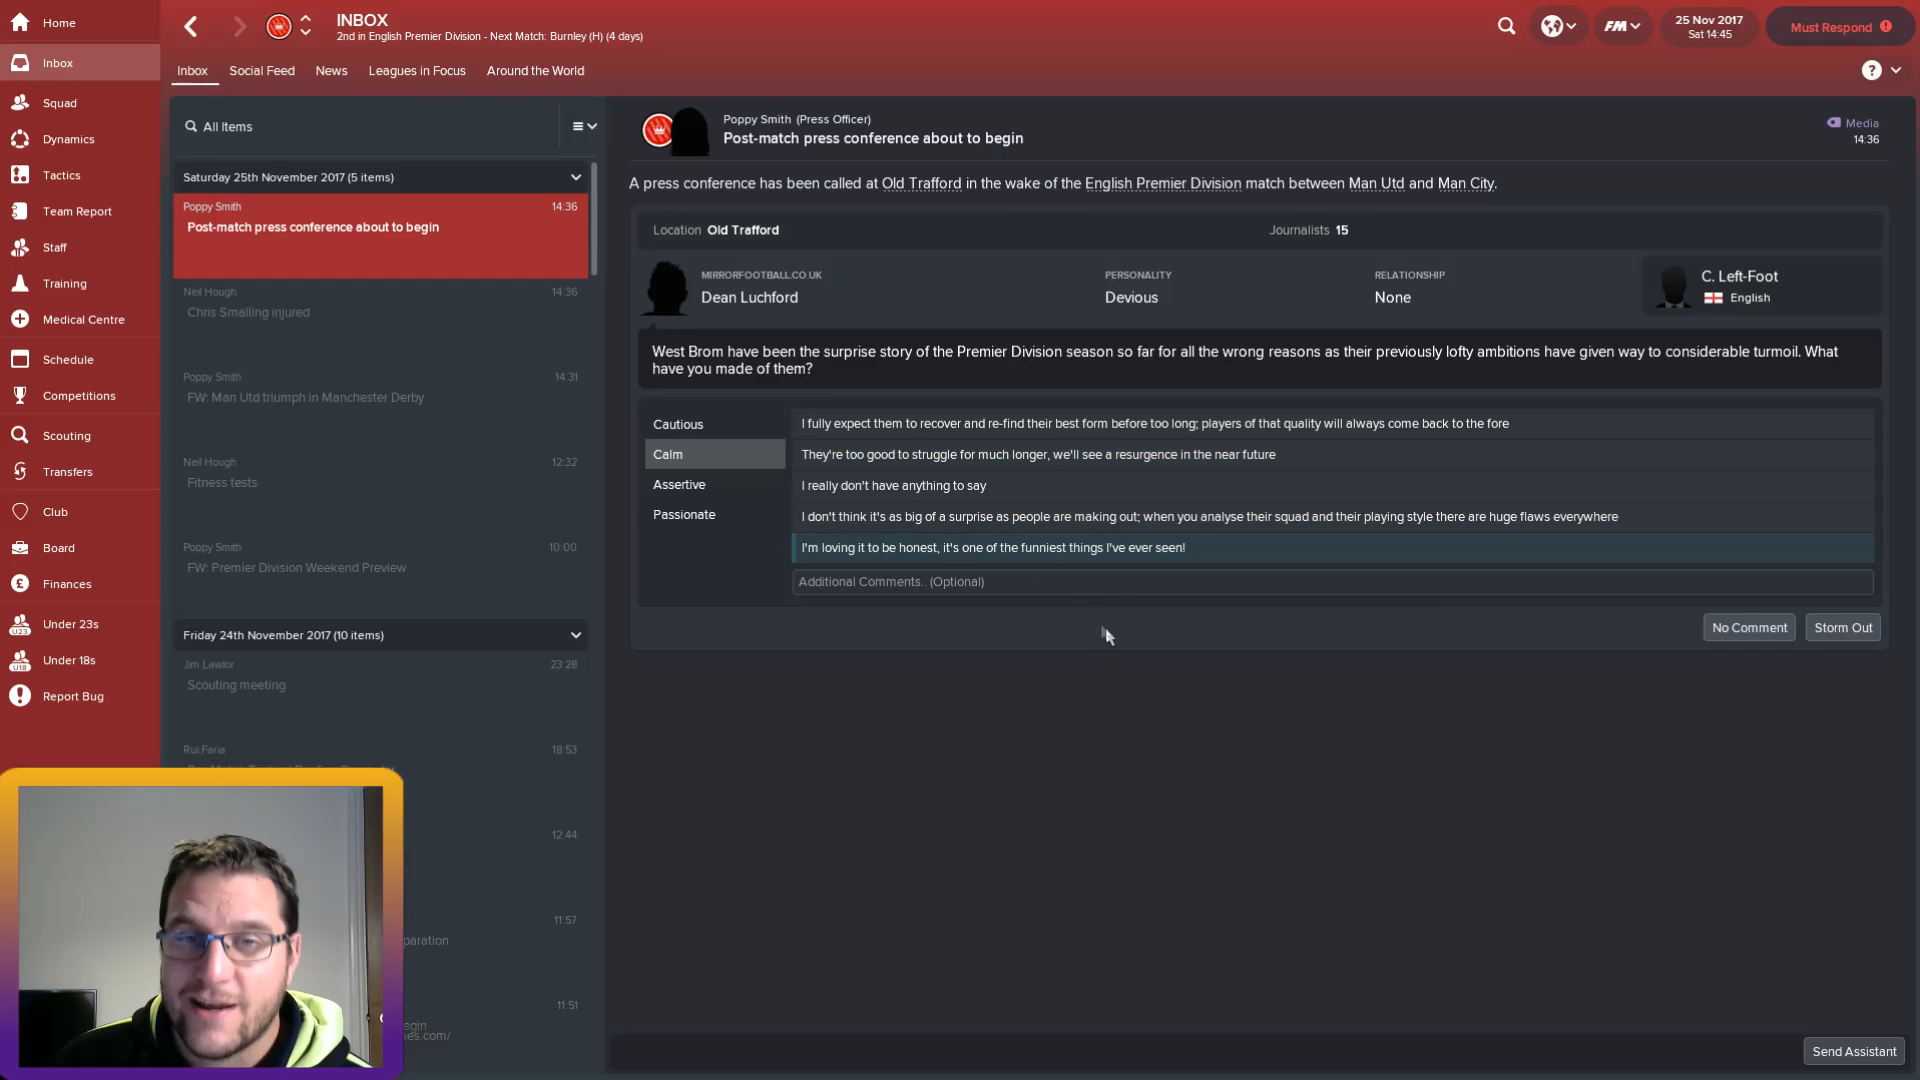 Home
Inbox
Squad
Dynamics
Tactics
Team Report
Staff
Training
Medical Centre
Schedule
Competitions
Scouting
Transfers
Club
Board
Finances
Under 23s
U23
Under 18s
U18
Report Bug
INBOX
2nd in English Premier Division - Next Match: Burnley (H) (4 days)
FM
25 Nov 2017
Sat 14:45
Must Respond
Inbox
Social Feed
News
Leagues in Focus
Around the World
?
All Items
Saturday 25th November 2017 (5 items)
Poppy Smith 14:36
Post-match press conference about to begin
Neil Hough 14:36
Chris Smalling injured
Poppy Smith 14:31
FW: Man Utd triumph in Manchester Derby
Neil Hough 12:32
Fitness tests
Poppy Smith 10:00
FW: Premier Division Weekend Preview
Friday 24th November 2017 (10 items)
Jim Lawlor 23:28
Scouting meeting
Rui Faria 18:53
12:44
11:57
paration
11:51
egin
es.com/
Poppy Smith (Press Officer)
Post-match press conference about to begin
Media
14:36
A press conference has been called at Old Trafford in the wake of the English Premier Division match between Man Utd and Man City.
Location Old Trafford
Journalists 15
MIRRORFOOTBALL.CO.UK
Dean Luchford
PERSONALITY
Devious
RELATIONSHIP
None
C. Left-Foot
English
West Brom have been the surprise story of the Premier Division season so far for all the wrong reasons as their previously lofty ambitions have given way to considerable turmoil. What
have you made of them?
Cautious
Calm
Assertive
Passionate
I fully expect them to recover and re-find their best form before too long; players of that quality will always come back to the fore
They're too good to struggle for much longer, we'll see a resurgence in the near future
I really don't have anything to say
I don't think it's as big of a surprise as people are making out; when you analyse their squad and their playing style there are huge flaws everywhere
I'm loving it to be honest, it's one of the funniest things I've ever seen!
Additional Comments.. (Optional)
No Comment
Storm Out
Send Assistant